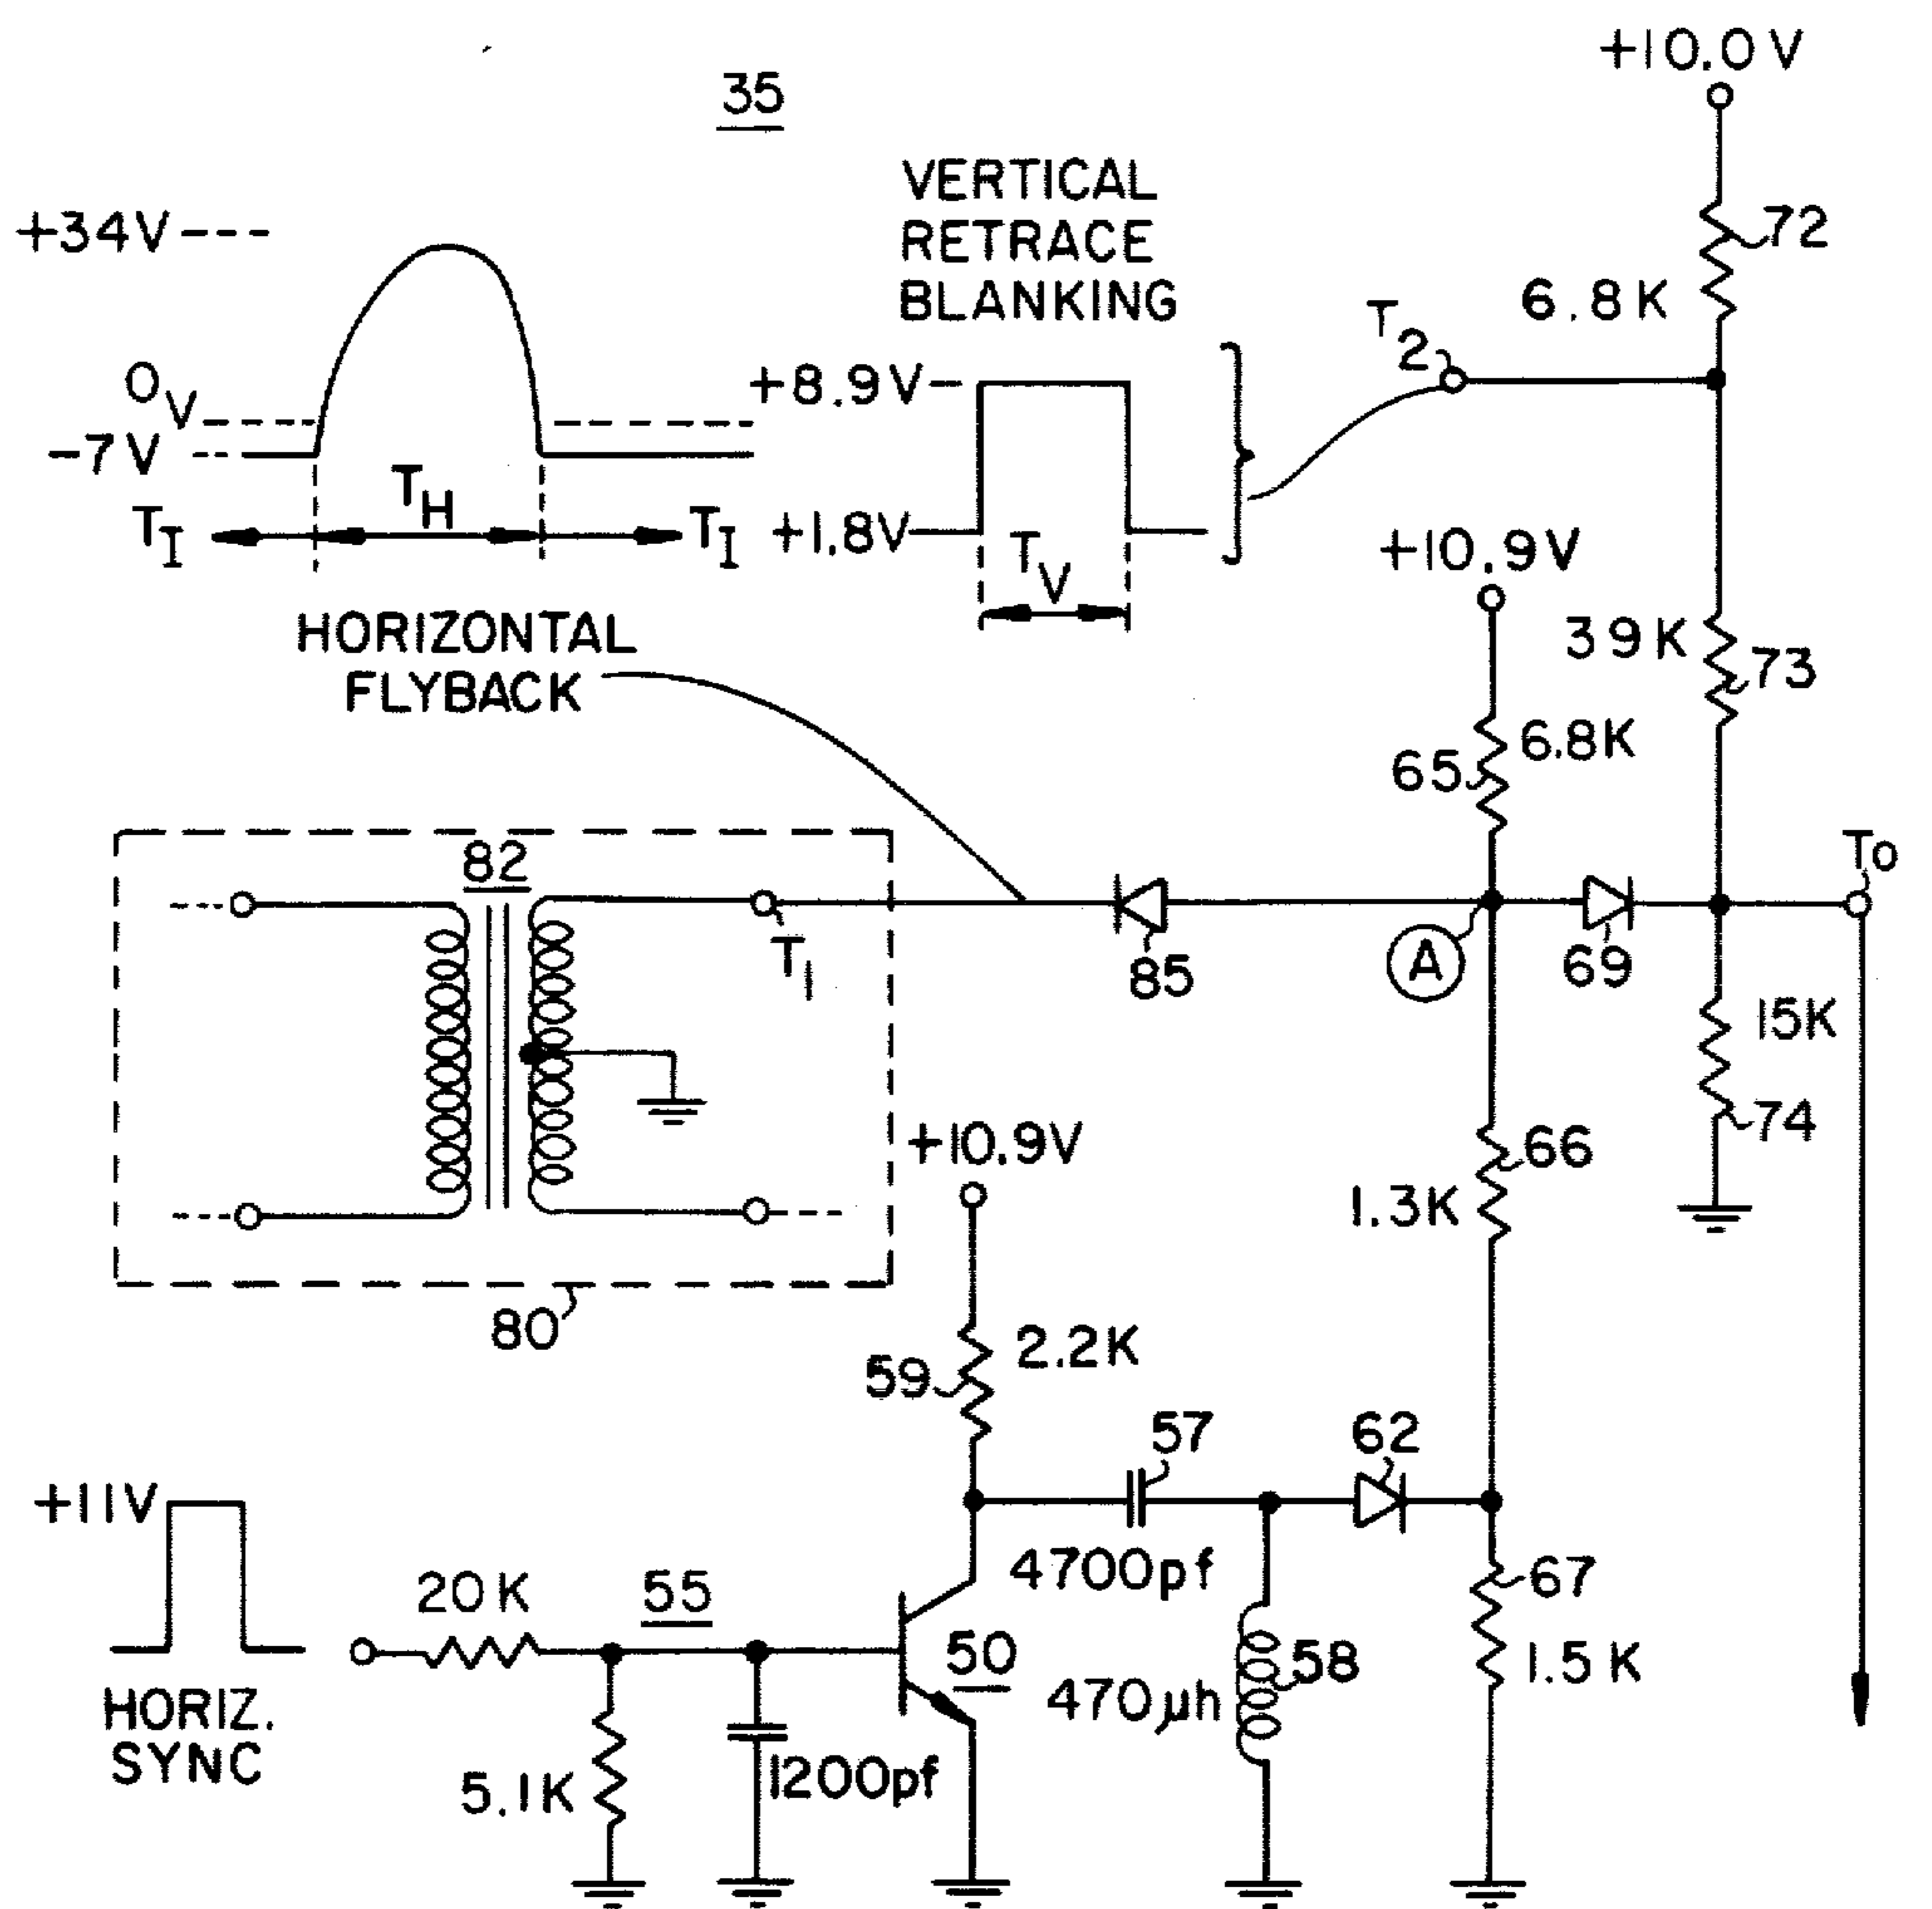 +10.0V
35
VERTICAL
RETRACE
BLANKING
+34V
72
6.8K
T2
0V
+8.9V
-7V
TH
TI
TI
+1.8V
TV
+10.9V
39K
73
HORIZONTAL
FLYBACK
6.8K
65
82
T0
T1
85
A
69
15K
74
+10.9V
66
1.3K
80
2.2K
59
57
62
+11V
4700pf
67
20K
55
50
58
1.5K
470μh
HORIZ.
SYNC
5.1K
1200pf